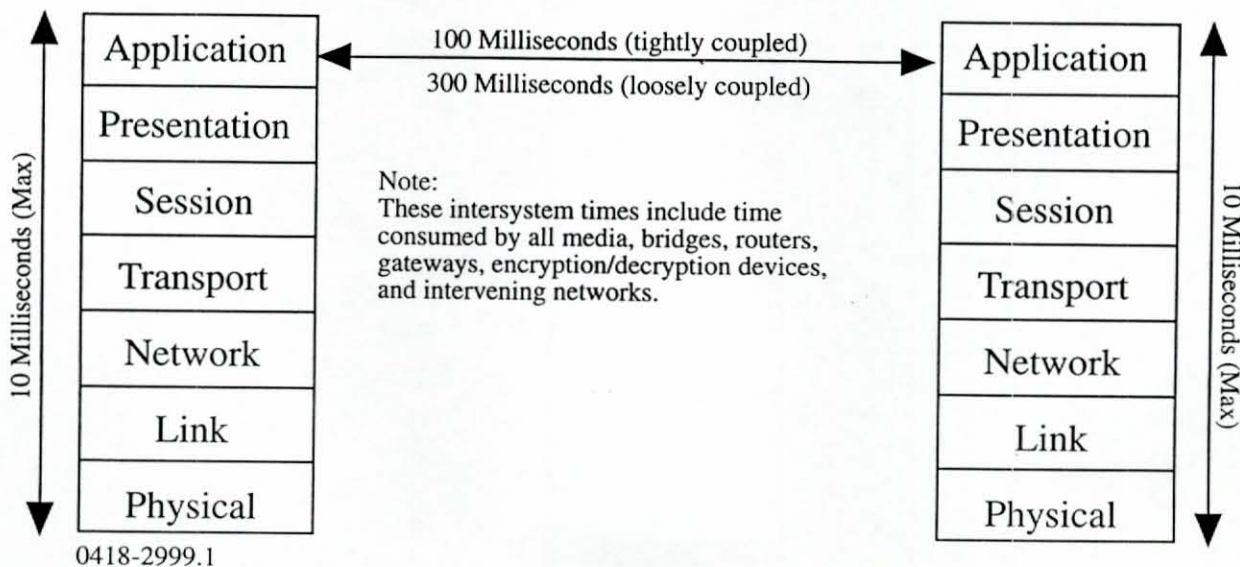 10 Milliseconds (Max)
Application
Presentation
Session
Transport
Network
Link
Physical
0418-2999.1
100 Milliseconds (tightly coupled)
300 Milliseconds (loosely coupled)
Note:
These intersystem times include time
consumed by all media, bridges, routers,
gateways, encryption/decryption devices,
and intervening networks.
Application
Presentation
Session
Transport
Network
Link
Physical
10 Milliseconds (Max)